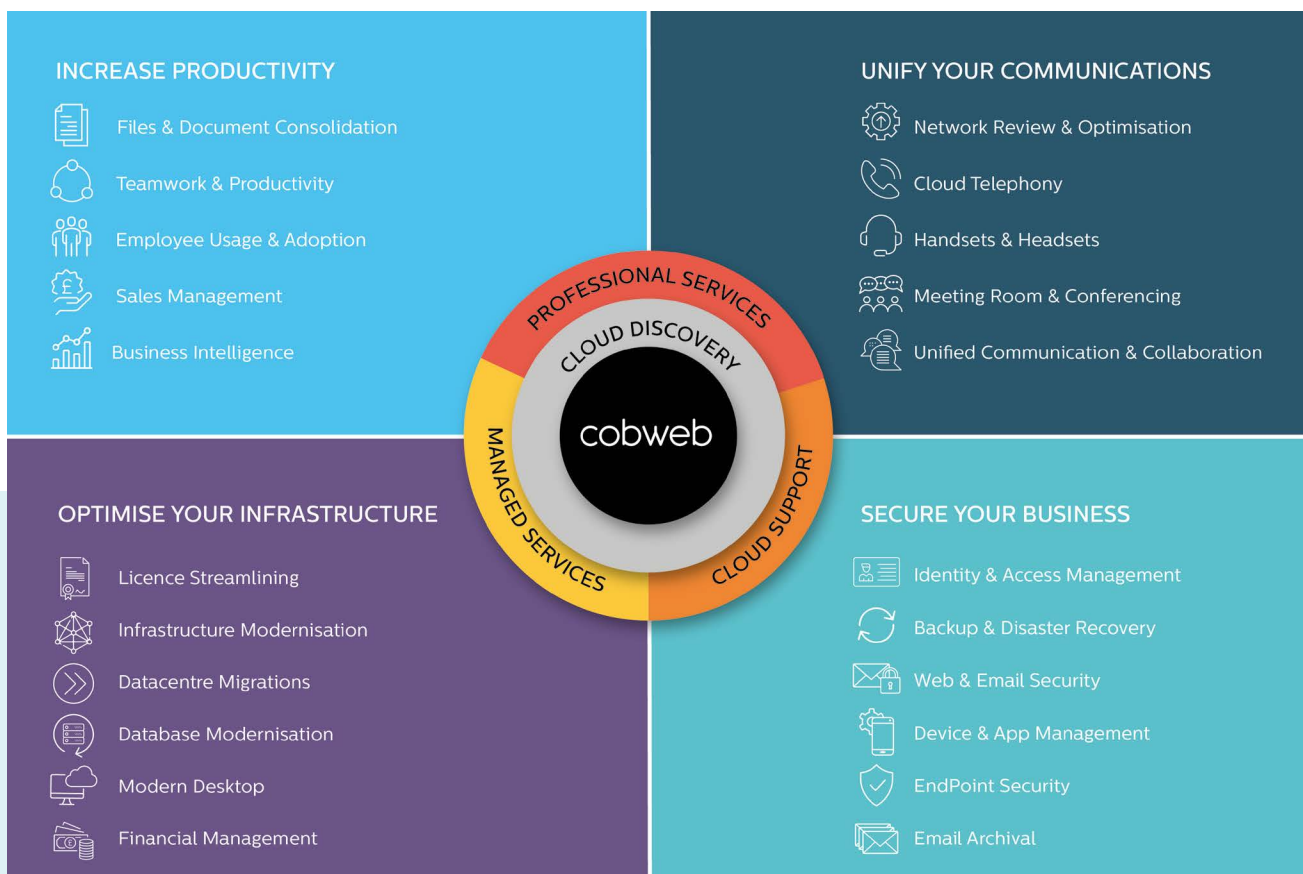 INCREASE PRODUCTIVITY
Files & Document Consolidation
Teamwork & Productivity
Employee Usage & Adoption
Sales Management
Business Intelligence
UNIFY YOUR COMMUNICATIONS
Network Review & Optimisation
Cloud Telephony
Handsets & Headsets
Meeting Room & Conferencing
Unified Communication & Collaboration
PROFESSIONAL SERVICES
CLOUD DISCOVERY
cobweb
MANAGED SERVICES
CLOUD SUPPORT
OPTIMISE YOUR INFRASTRUCTURE
Licence Streamlining
Infrastructure Modernisation
Datacentre Migrations
Database Modernisation
Modern Desktop
Financial Management
SECURE YOUR BUSINESS
Identity & Access Management
Backup & Disaster Recovery
Web & Email Security
Device & App Management
EndPoint Security
Email Archival